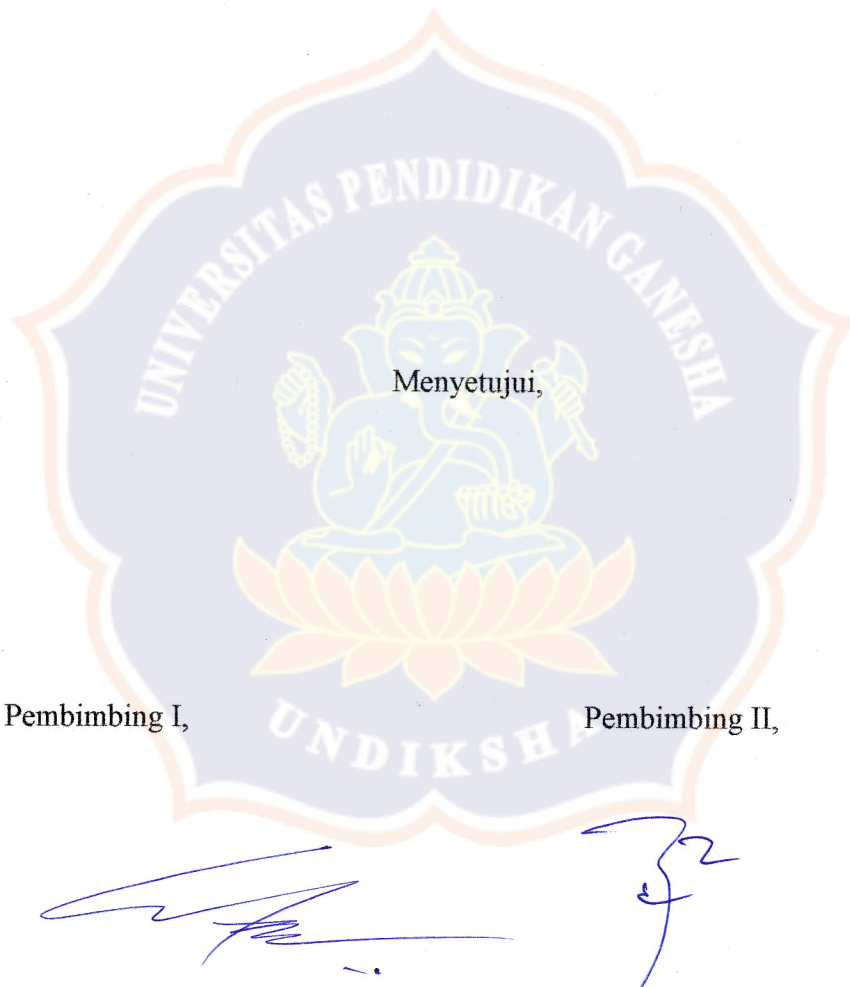 UNIVERSITAS PENDIDIKAN GANESHA
Menyetujui,
Pembimbing I, Pembimbing II,
UNDIKSHA